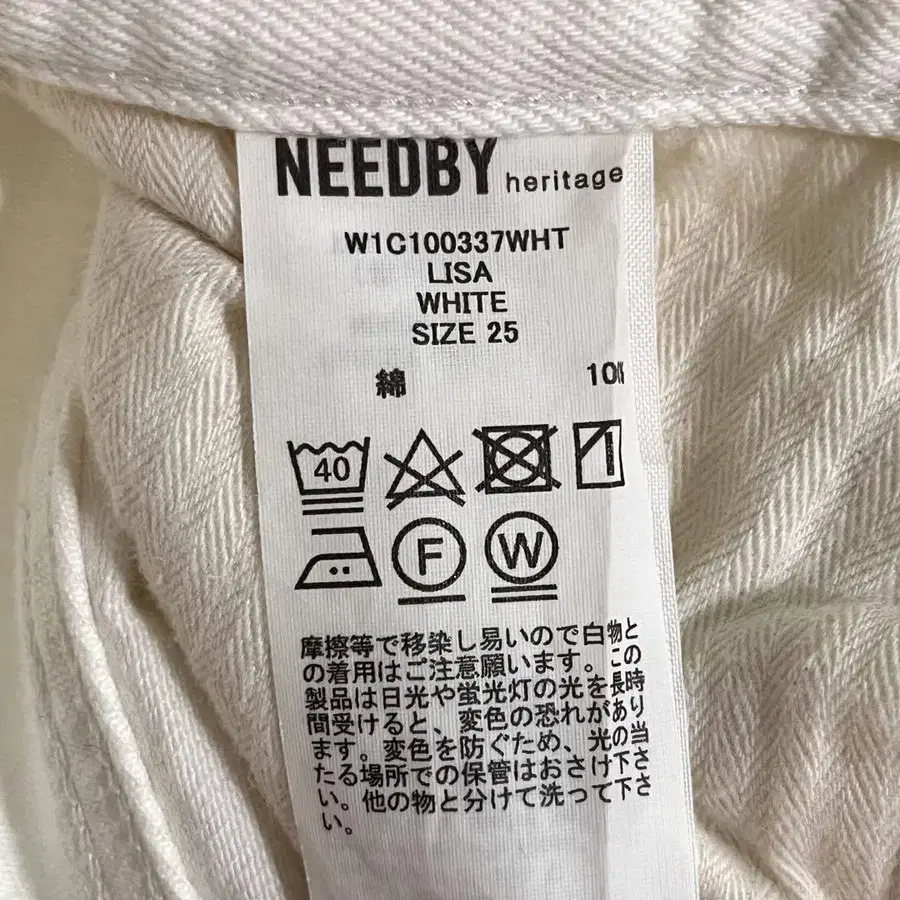 NEEDBY heritage
W1C100337WHT
LISA
WHITE
SIZE 25
綿 10
40
F W
摩擦等で移染し易いので白物と
の着用はご注意願います。この
製品は日光や蛍光灯の光を長時
間受けると、変色の恐れがあり
ます。変色を防ぐため、光の当
たる場所での保管はおさけ下さ
い。他の物と分けて洗って下さ
い。